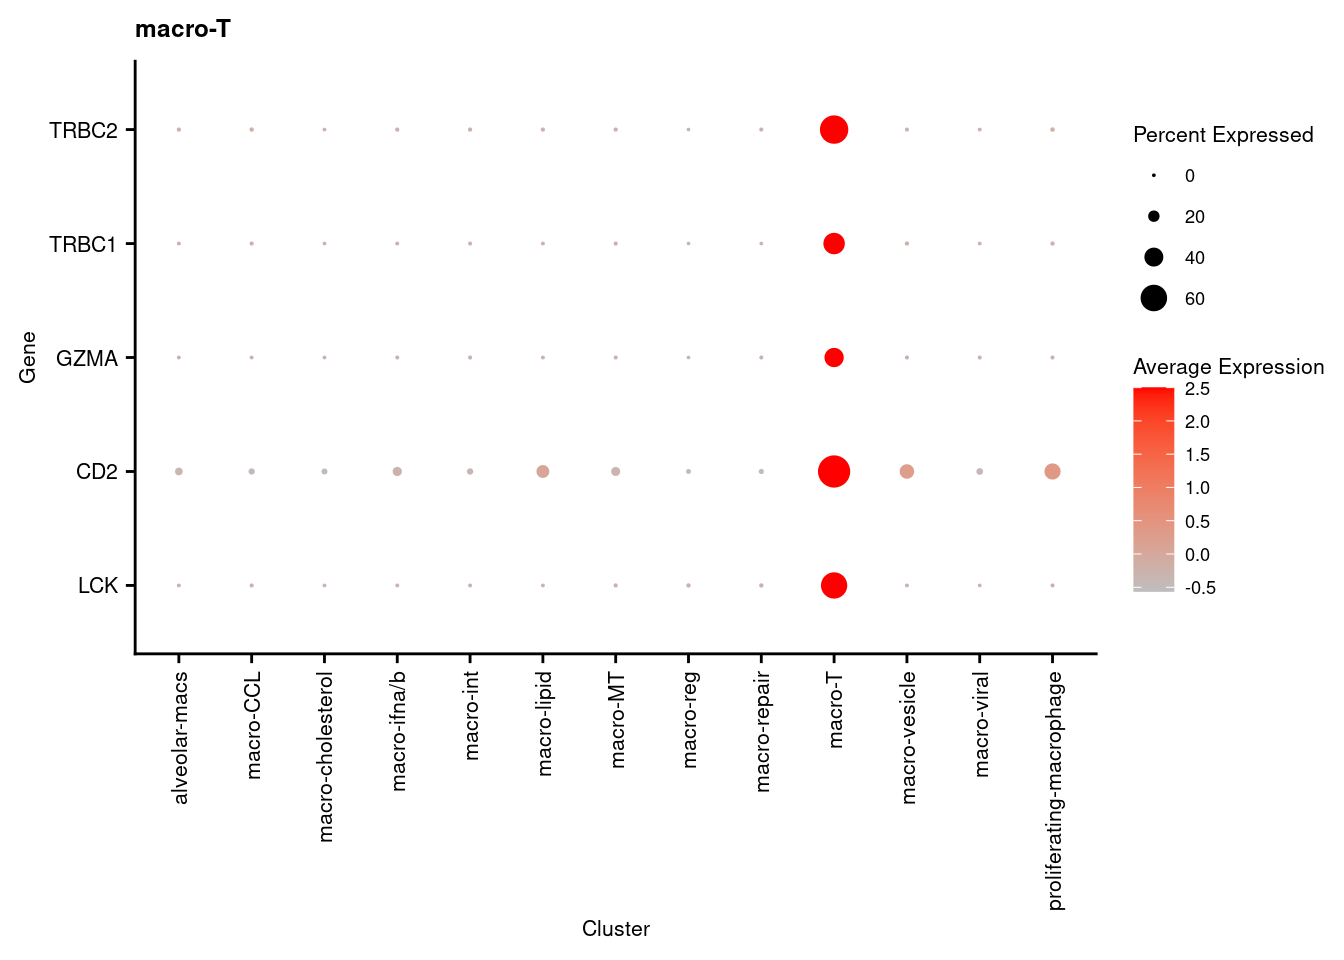 macro-T
TRBC2
TRBC1
GZMA
CD2
LCK
Gene
alveolar-macs
macro-CCL
macro-cholesterol
macro-ifna/b
macro-int
macro-lipid
macro-MT
macro-reg
macro-repair
macro-T
macro-vesicle
macro-viral
proliferating-macrophage
Cluster
Percent Expressed
0
20
40
60
Average Expression
2.5
2.0
1.5
1.0
0.5
0.0
-0.5